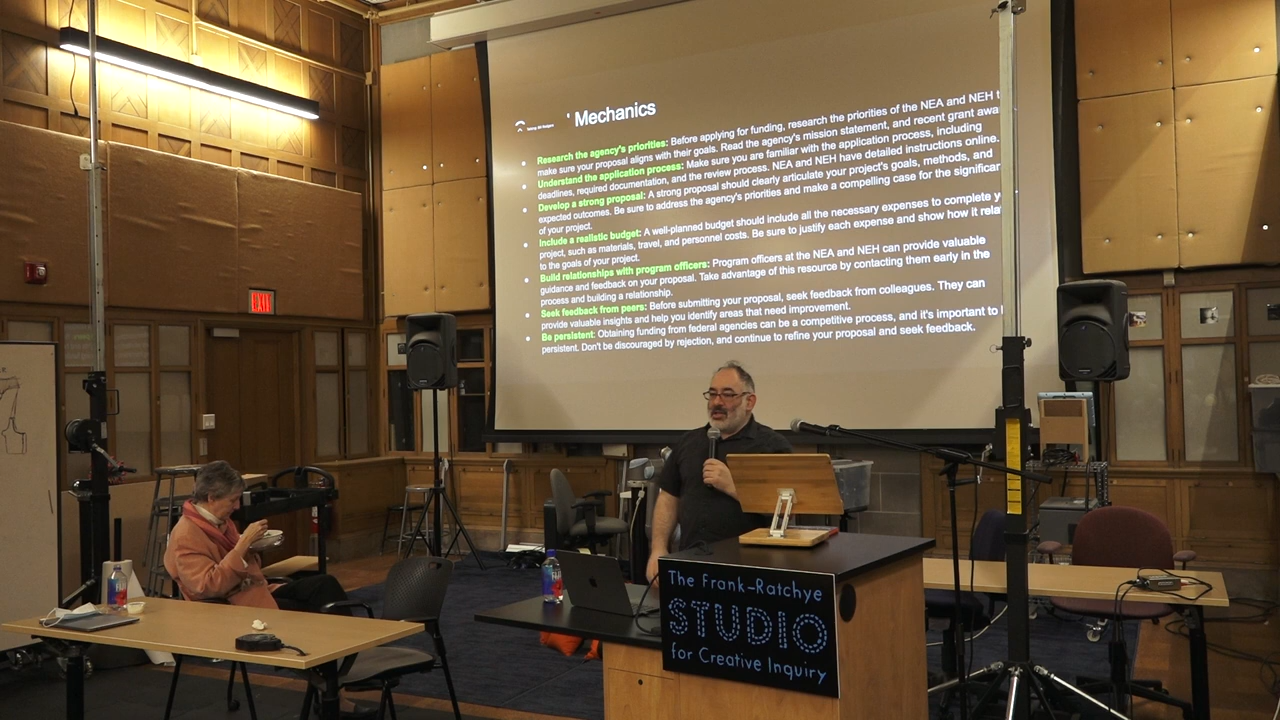 ' Mechanics
• Research the agency's priorities: Before applying for funding, research the priorities of the NEA and NEH t
make sure your proposal aligns with their goals. Read the agency's mission statement, and recent grant awa
• Understand the application process: Make sure you are familiar with the application process, including
deadlines, required documentation, and the review process. NEA and NEH have detailed instructions online.
• Develop a strong proposal: A strong proposal should clearly articulate your project's goals, methods, and
expected outcomes. Be sure to address the agency's priorities and make a compelling case for the significan
of your project.
• Include a realistic budget: A well-planned budget should include all the necessary expenses to complete y
project, such as materials, travel, and personnel costs. Be sure to justify each expense and show how it rela
to the goals of your project.
• Build relationships with program officers: Program officers at the NEA and NEH can provide valuable
guidance and feedback on your proposal. Take advantage of this resource by contacting them early in the
process and building a relationship.
• Seek feedback from peers: Before submitting your proposal, seek feedback from colleagues. They can
provide valuable insights and help you identify areas that need improvement.
• Be persistent: Obtaining funding from federal agencies can be a competitive process, and it's important to
persistent. Don't be discouraged by rejection, and continue to refine your proposal and seek feedback.
EXIT
The Frank-Ratchye
STUDIO
for Creative Inquiry